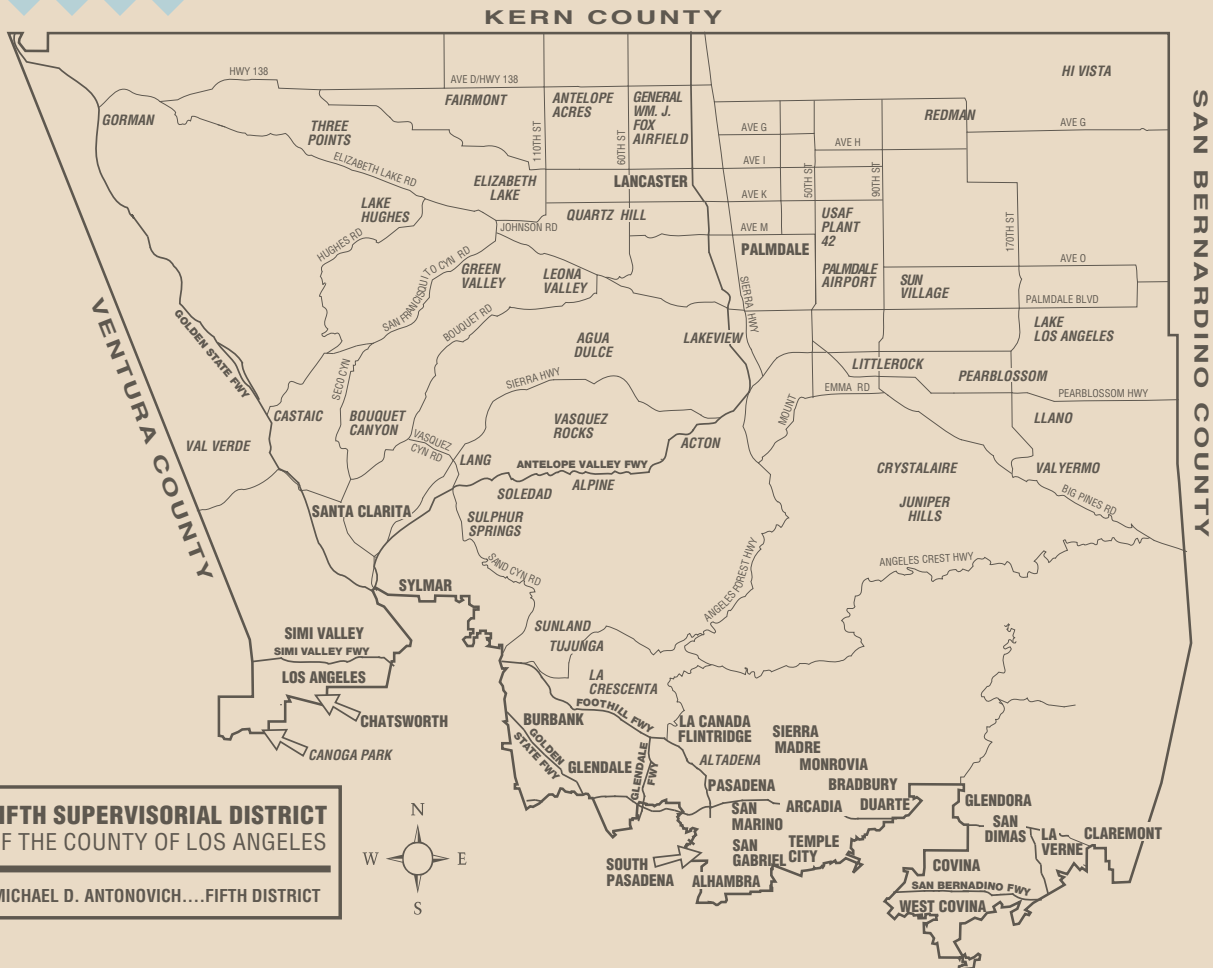 KERN COUNTY
HWY 138
AVE D/HWY 138
HI VISTA
GORMAN
THREE
POINTS
FAIRMONT
ANTELOPE
ACRES
GENERAL
WM. J.
FOX
AIRFIELD
REDMAN
AVE G
AVE G
AVE H
110TH ST
60TH ST
AVE I
ELIZABETH LAKE RD
ELIZABETH
LAKE
LANCASTER
50TH ST
90TH ST
AVE K
LAKE
HUGHES
QUARTZ HILL
USAF
PLANT
42
170TH ST
JOHNSON RD
AVE M
HUGHES RD
PALMDALE
SAN FRANCISQUITO CYN RD
GREEN
VALLEY
LEONA
VALLEY
PALMDALE
AIRPORT
SUN
VILLAGE
AVE O
PALMDALE BLVD
SIERRA HWY
BOUQUET RD
LAKE
LOS ANGELES
GOLDEN STATE FWY
AGUA
DULCE
LAKEVIEW
LITTLEROCK
PEARBLOSSOM
SECO CYN
SIERRA HWY
EMMA RD
MOUNT
PEARBLOSSOM HWY
VENTURA COUNTY
SAN BERNARDINO COUNTY
CASTAIC
BOUQUET
CANYON
VASQUEZ
ROCKS
LLANO
VAL VERDE
VASQUEZ
CYN RD
LANG
ACTON
ANTELOPE VALLEY FWY
CRYSTALAIRE
VALYERMO
SOLEDAD
ALPINE
BIG PINES RD
SANTA CLARITA
SULPHUR
SPRINGS
JUNIPER
HILLS
SAND CYN RD
ANGELES FOREST HWY
ANGELES CREST HWY
SYLMAR
SIMI VALLEY
SIMI VALLEY FWY
LOS ANGELES
SUNLAND
TUJUNGA
LA
CRESCENTA
CHATSWORTH
CANOGA PARK
BURBANK
FOOTHILL FWY
LA CANADA
FLINTRIDGE
SIERRA
MADRE
GOLDEN
STATE FWY
GLENDALE
GLENDALE
FWY
ALTADENA
MONROVIA
PASADENA
BRADBURY
SAN
MARINO
ARCADIA
DUARTE
GLENDORA
SAN
DIMAS
LA
VERNE
CLAREMONT
SAN
GABRIEL
TEMPLE
CITY
SOUTH
PASADENA
ALHAMBRA
COVINA
SAN BERNADINO FWY
WEST COVINA
IFTH SUPERVISORIAL DISTRICT
F THE COUNTY OF LOS ANGELES
MICHAEL D. ANTONOVICH....FIFTH DISTRICT
N
W E
S